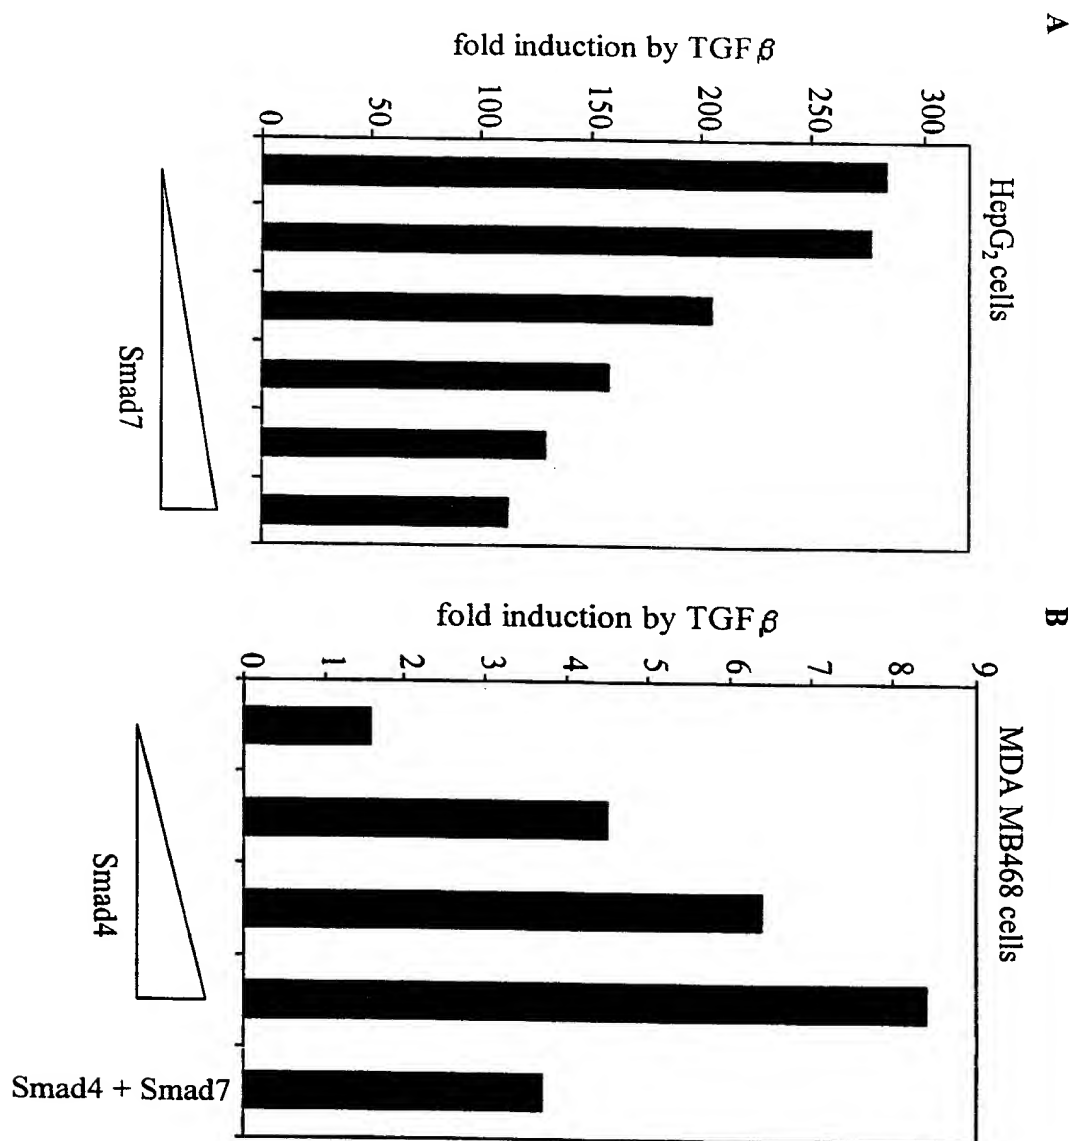 A
HepG₂ cells
fold induction by TGFβ
300
250
200
150
100
50
0
Smad7
B
MDA MB468 cells
fold induction by TGFβ
9
8
7
6
5
4
3
2
1
0
Smad4
Smad4 + Smad7